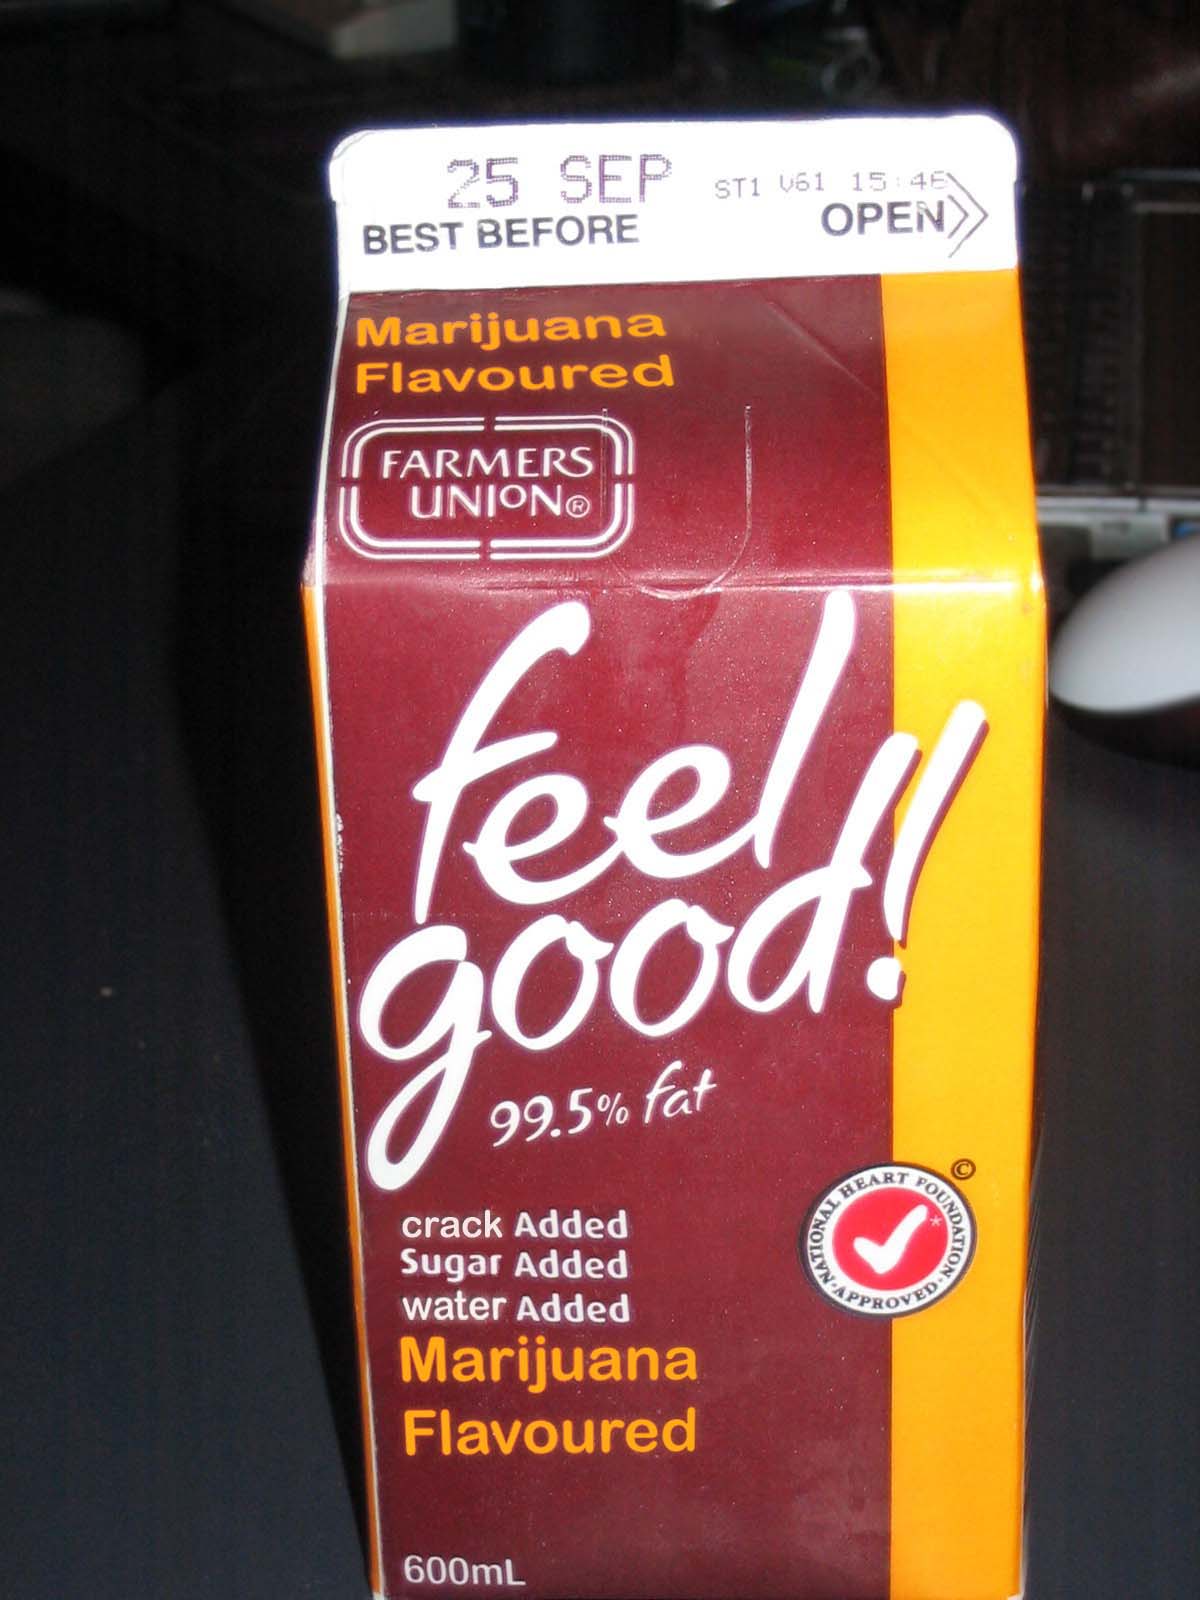 25 SEP
ST1 V61 15:46
BEST BEFORE
OPEN
Marijuana
Flavoured
FARMERS
UNION®
feel
good!!
99.5% fat
crack Added
Sugar Added
water Added
NATIONAL HEART FOUNDATION · APPROVED ·
©
*
Marijuana
Flavoured
600mL